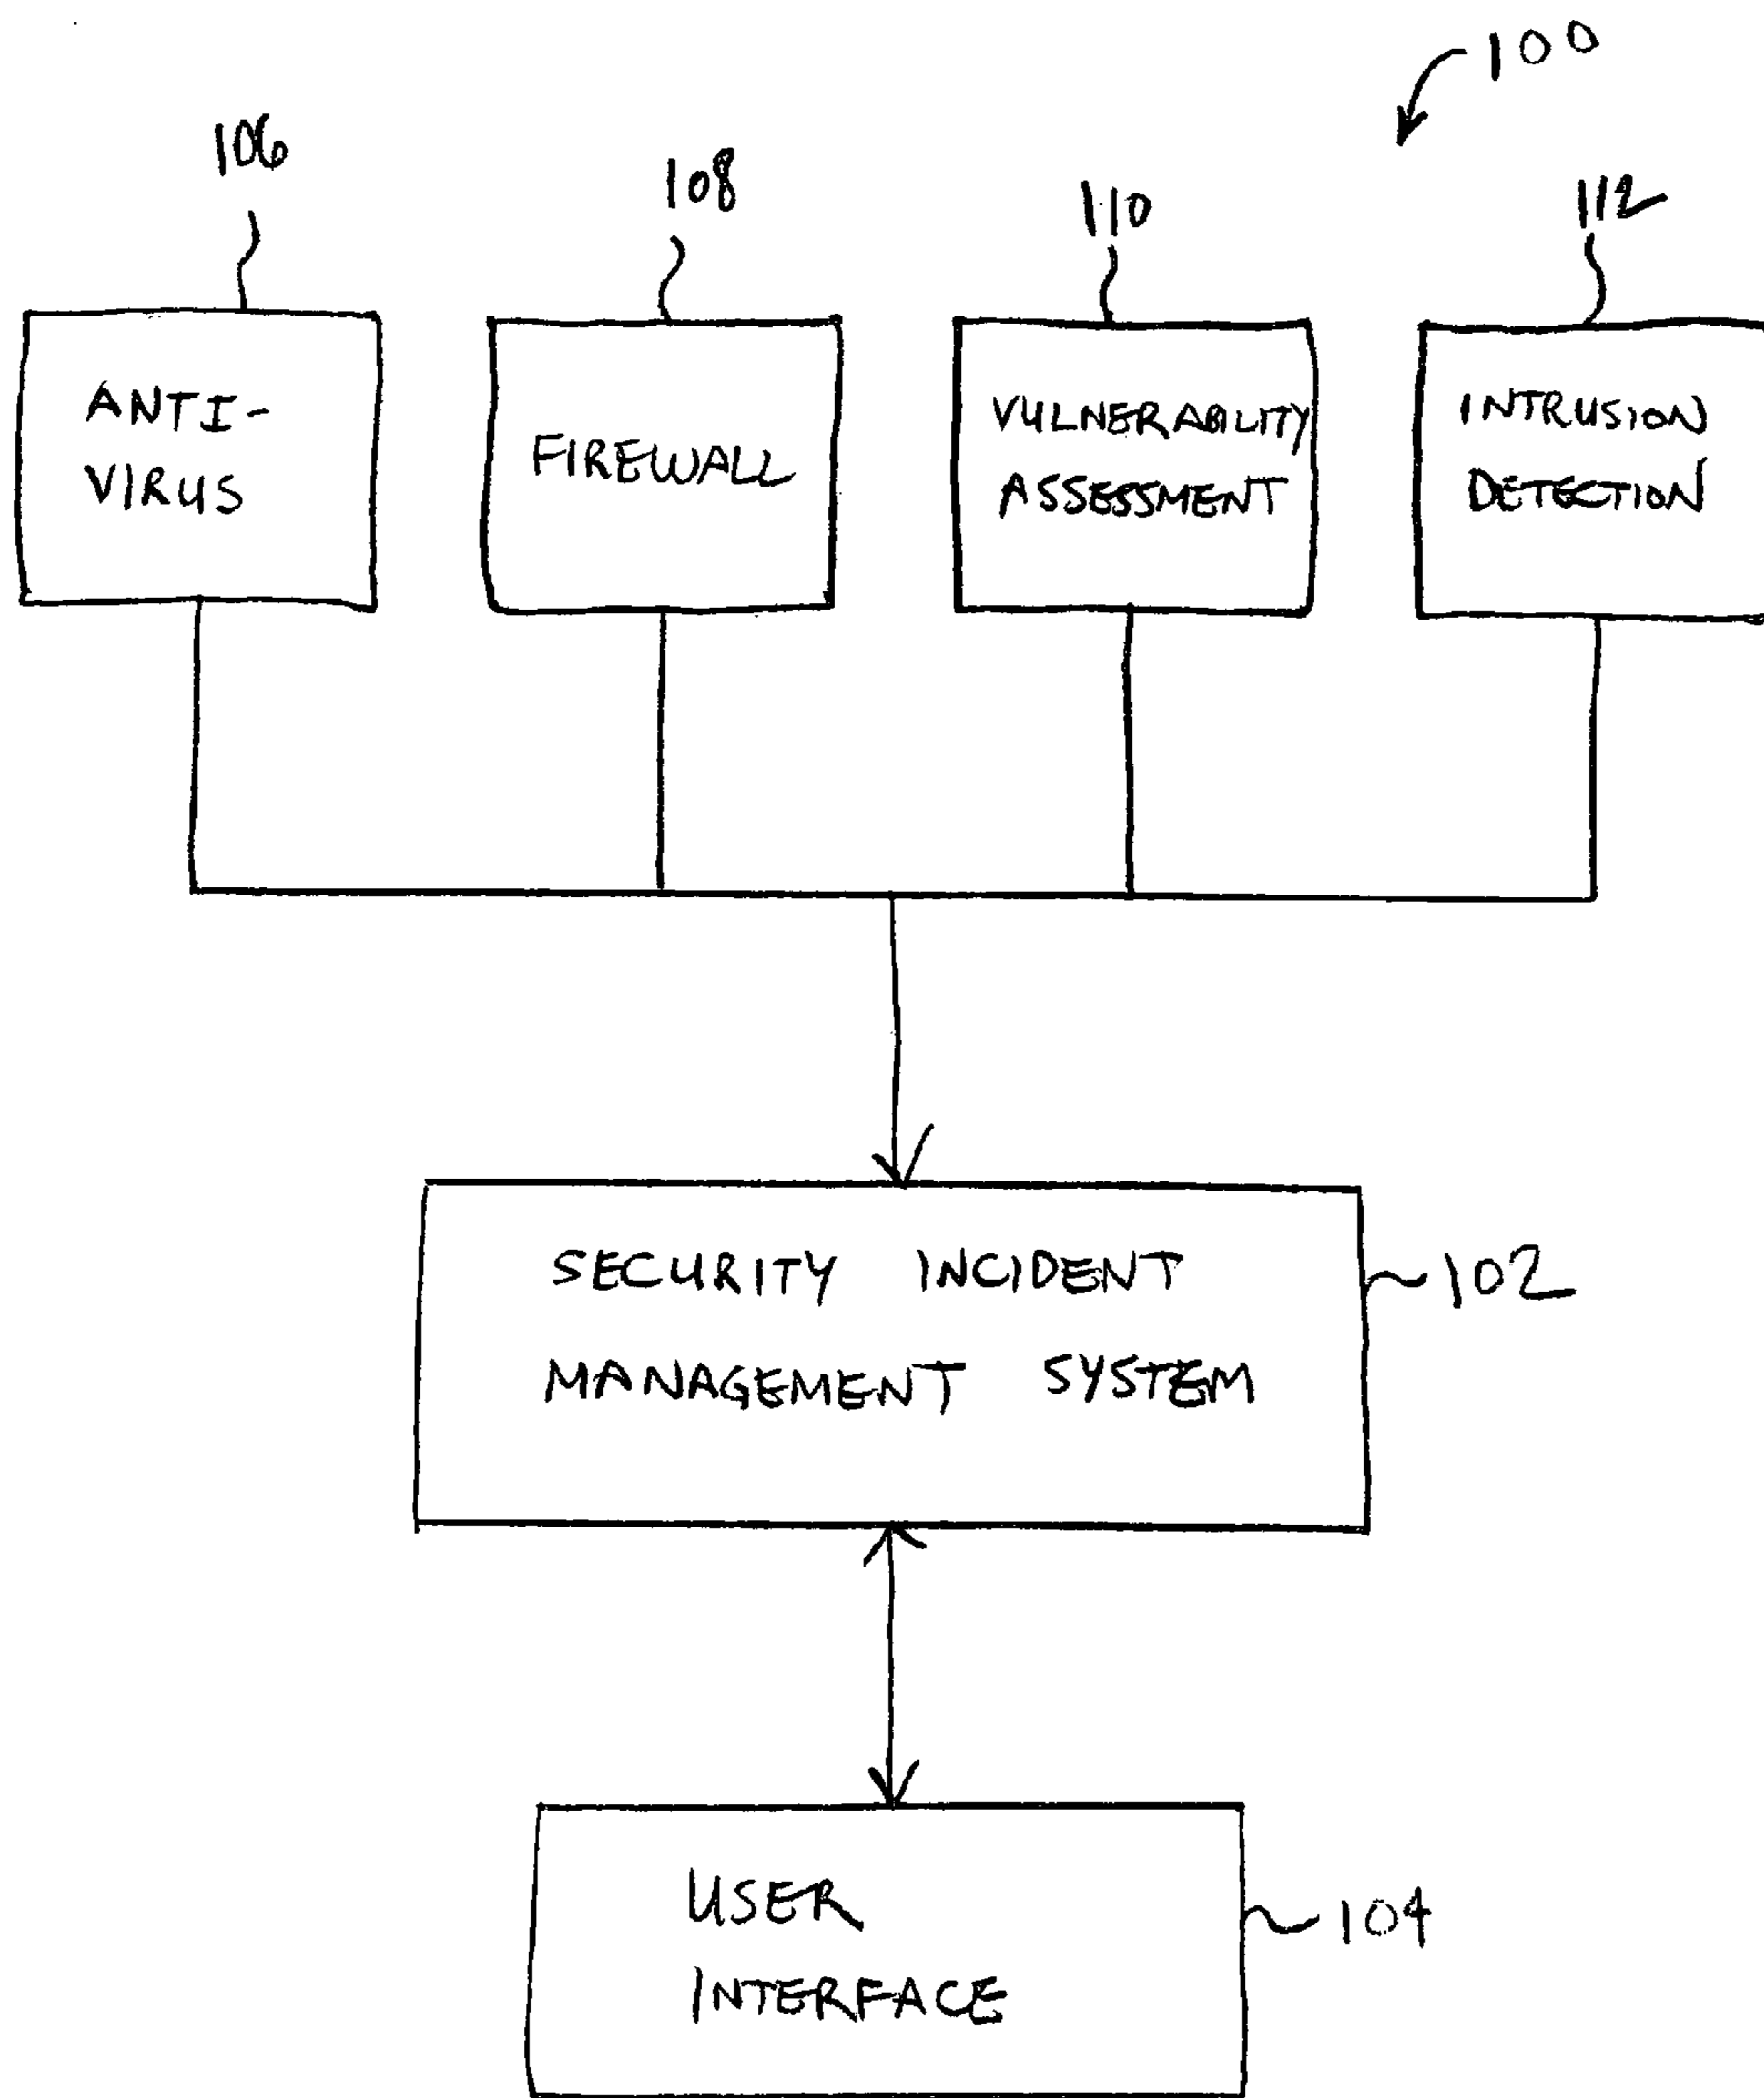 100
106
108
110
112
ANTI-
VIRUS
FIREWALL
VULNERABILITY
ASSESSMENT
INTRUSION
DETECTION
SECURITY INCIDENT
MANAGEMENT SYSTEM
102
USER
INTERFACE
104